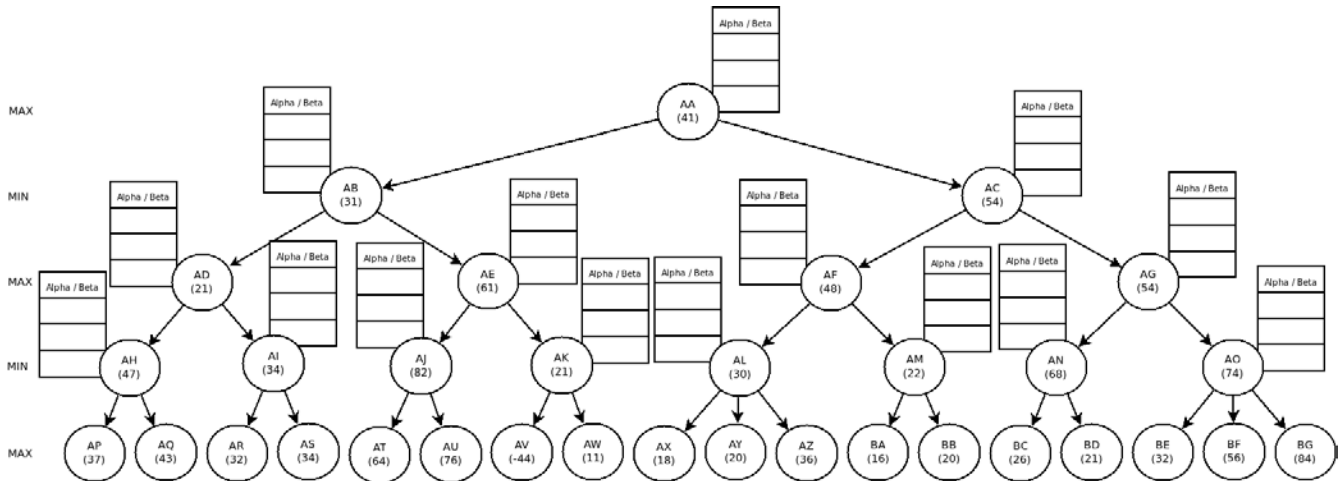 Alpha / Beta
MAX
AA
(41)
Alpha / Beta
Alpha / Beta
MIN
AB
(31)
AC
(54)
Alpha / Beta
Alpha / Beta
Alpha / Beta
Alpha / Beta
MAX
AD
(21)
AE
(61)
AF
(48)
AG
(54)
Alpha / Beta
Alpha / Beta
Alpha / Beta
Alpha / Beta
Alpha / Beta
Alpha / Beta
Alpha / Beta
Alpha / Beta
MIN
AH
(47)
AI
(34)
AJ
(82)
AK
(21)
AL
(30)
AM
(22)
AN
(68)
AO
(74)
MAX
AP
(37)
AQ
(43)
AR
(32)
AS
(34)
AT
(64)
AU
(76)
AV
(-44)
AW
(11)
AX
(18)
AY
(20)
AZ
(36)
BA
(16)
BB
(20)
BC
(26)
BD
(21)
BE
(32)
BF
(56)
BG
(84)